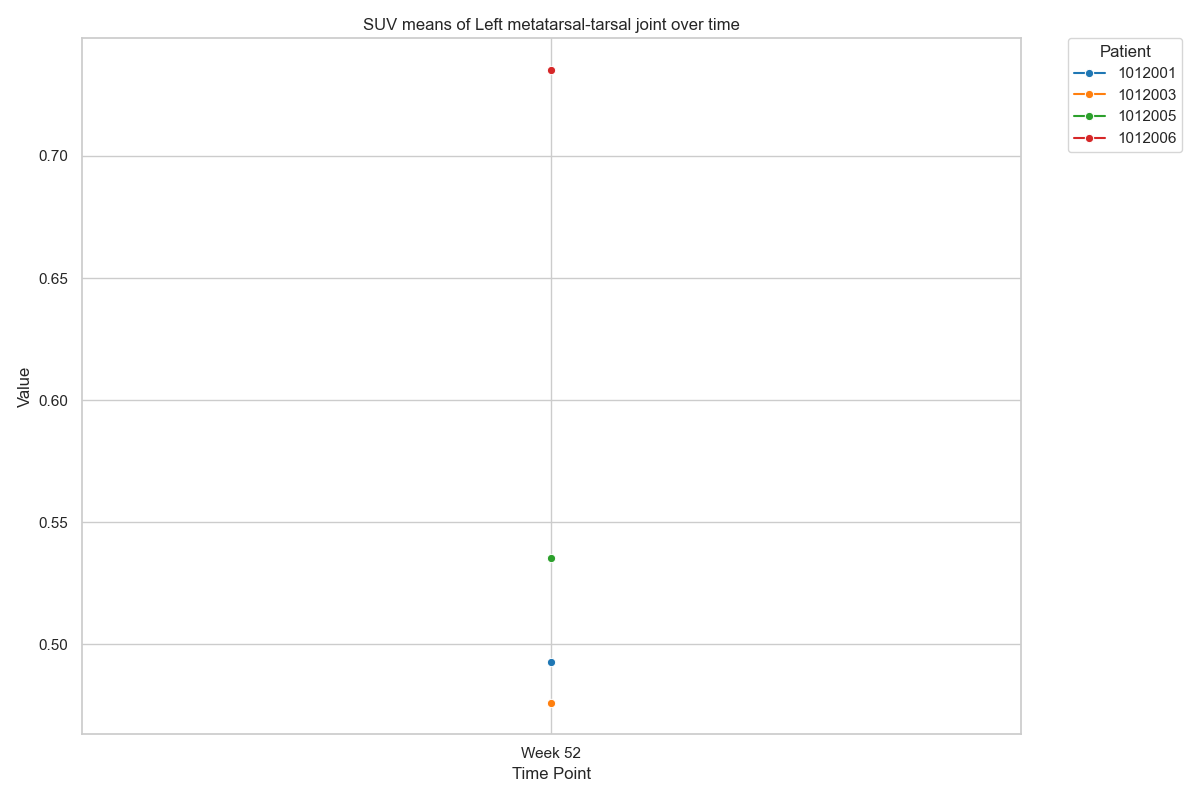 SUV means of Left metatarsal-tarsal joint over time
Patient
1012001
1012003
1012005
1012006
Value
0.70
0.65
0.60
0.55
0.50
Week 52
Time Point